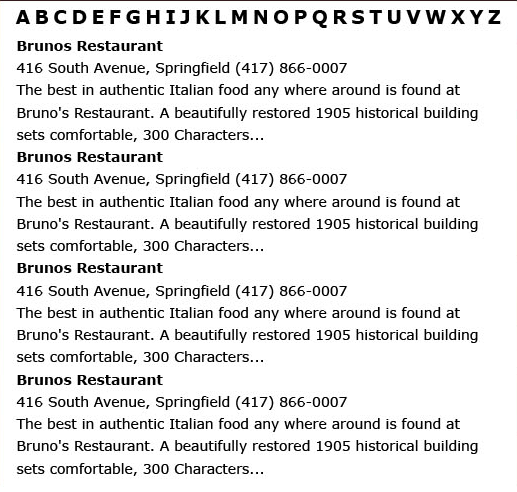 A B C D E F G H I J K L M N O P Q R S T U V W X Y Z
Brunos Restaurant
416 South Avenue, Springfield (417) 866-0007
The best in authentic Italian food any where around is found at
Bruno's Restaurant. A beautifully restored 1905 historical building
sets comfortable, 300 Characters...
Brunos Restaurant
416 South Avenue, Springfield (417) 866-0007
The best in authentic Italian food any where around is found at
Bruno's Restaurant. A beautifully restored 1905 historical building
sets comfortable, 300 Characters...
Brunos Restaurant
416 South Avenue, Springfield (417) 866-0007
The best in authentic Italian food any where around is found at
Bruno's Restaurant. A beautifully restored 1905 historical building
sets comfortable, 300 Characters...
Brunos Restaurant
416 South Avenue, Springfield (417) 866-0007
The best in authentic Italian food any where around is found at
Bruno's Restaurant. A beautifully restored 1905 historical building
sets comfortable, 300 Characters...